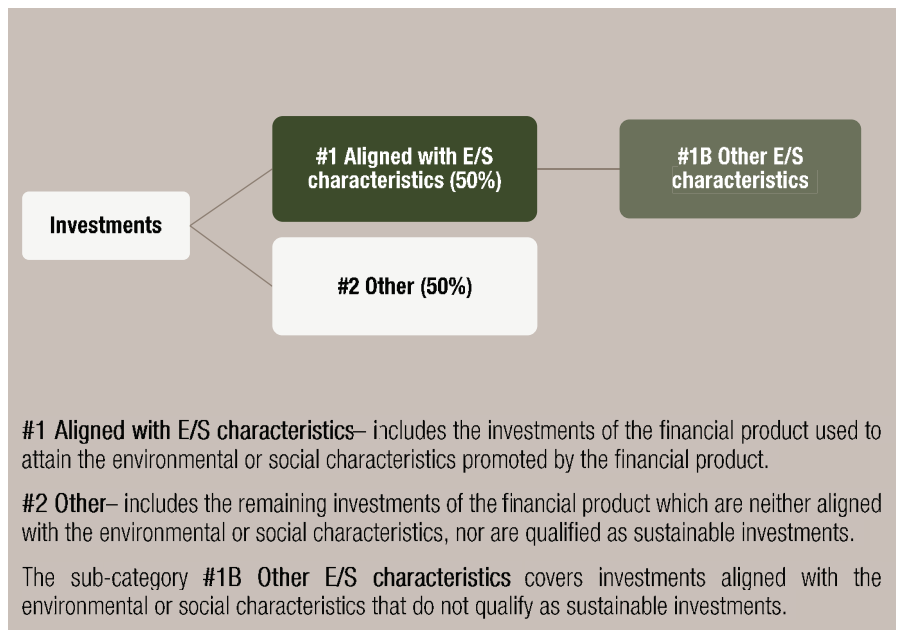 #1 Aligned with E/S
characteristics (50%)
#1B Other E/S
characteristics
Investments
#2 Other (50%)
#1 Aligned with E/S characteristics– includes the investments of the financial product used to
attain the environmental or social characteristics promoted by the financial product.
#2 Other– includes the remaining investments of the financial product which are neither aligned
with the environmental or social characteristics, nor are qualified as sustainable investments.
The sub-category #1B Other E/S characteristics covers investments aligned with the
environmental or social characteristics that do not qualify as sustainable investments.